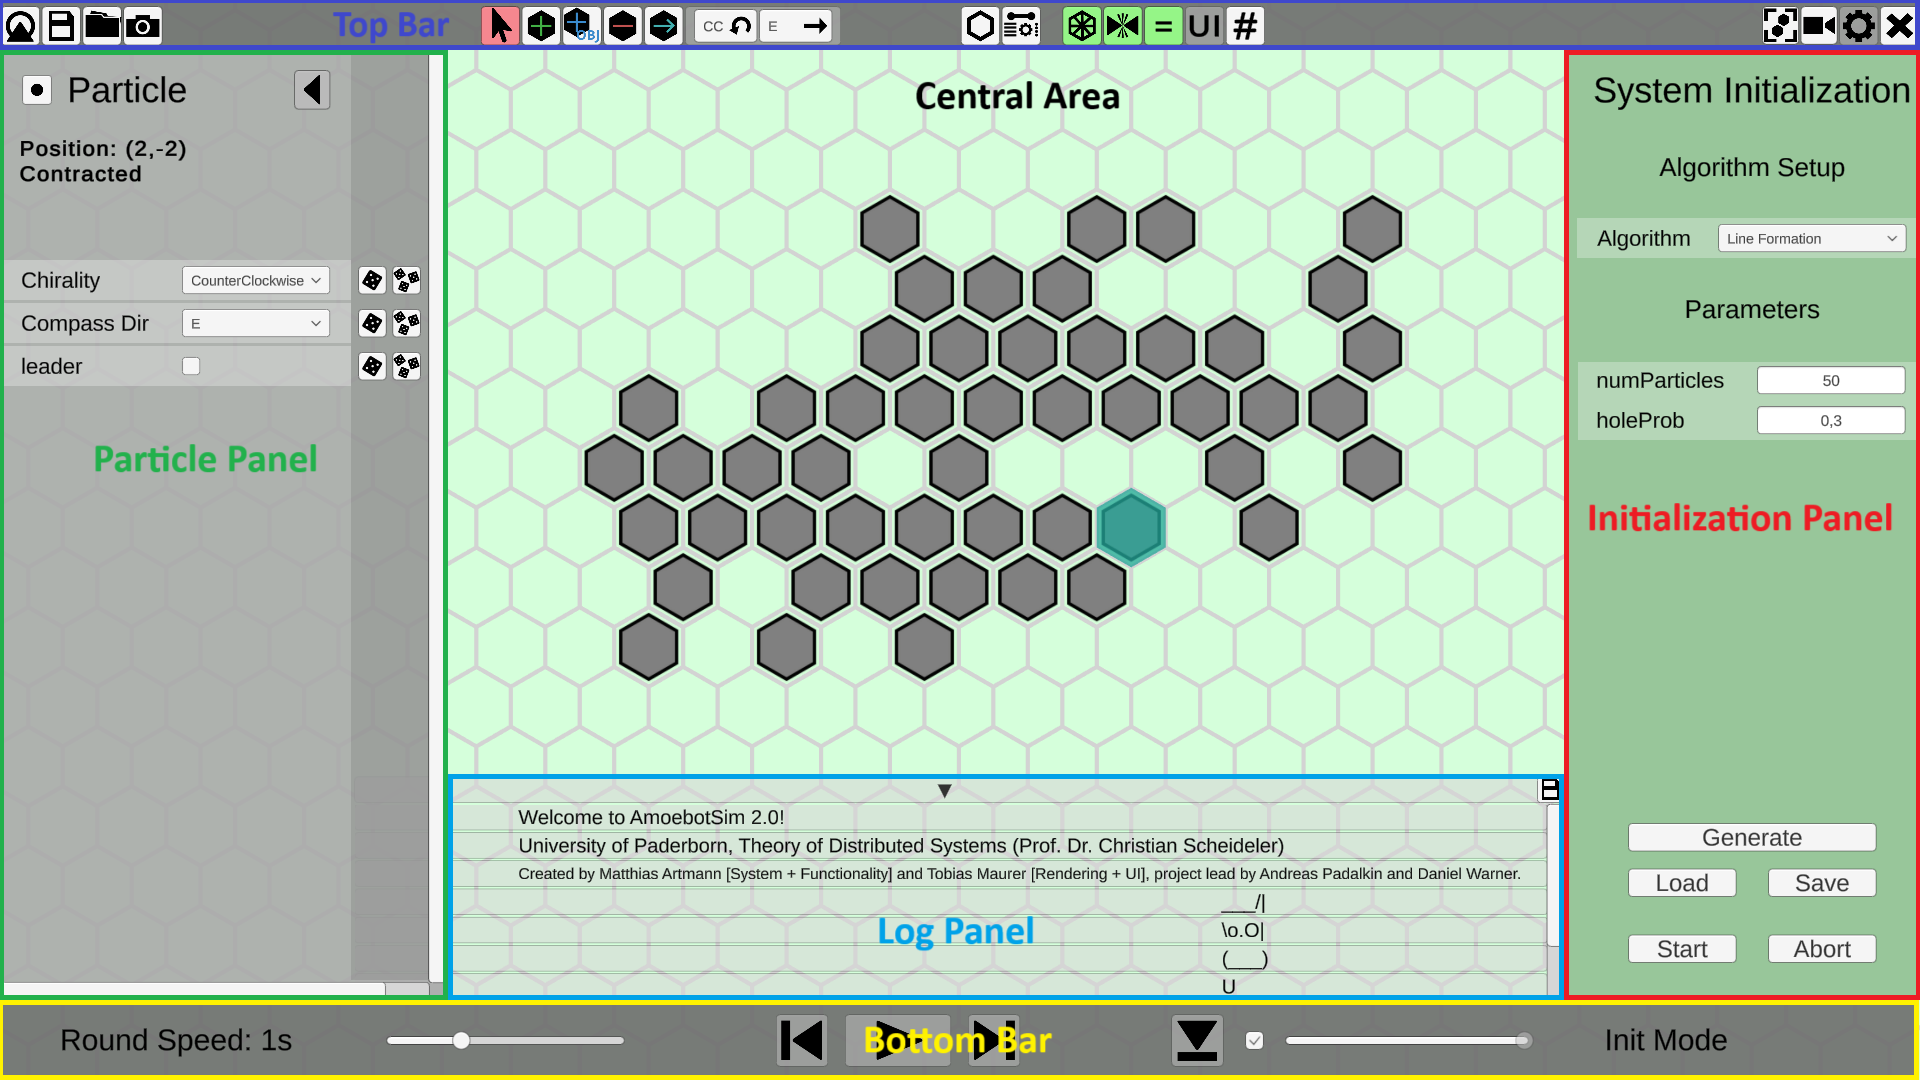 Top Bar
OBJ
CC
E
=
UI
#
Particle
Position: (2,-2)
Contracted
Chirality
CounterClockwise
Compass Dir
E
leader
Particle Panel
Central Area
System Initialization
Algorithm Setup
Algorithm
Line Formation
Parameters
numParticles
50
holeProb
0,3
Initialization Panel
Generate
Load
Save
Start
Abort
Welcome to AmoebotSim 2.0!
University of Paderborn, Theory of Distributed Systems (Prof. Dr. Christian Scheideler)
Created by Matthias Artmann [System + Functionality] and Tobias Maurer [Rendering + UI], project lead by Andreas Padalkin and Daniel Warner.
___/|
\o.O|
(___)
U
Log Panel
Round Speed: 1s
Bottom Bar
Init Mode